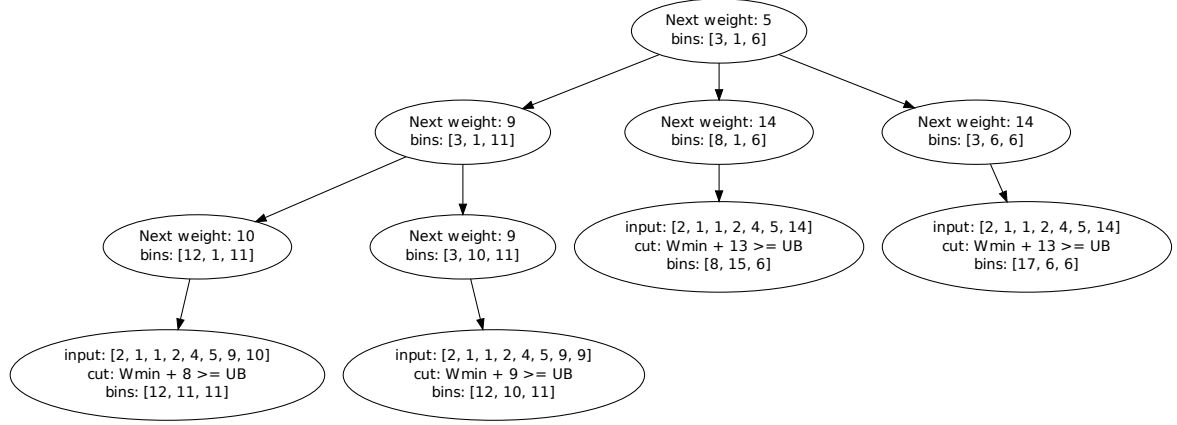 Next weight: 5
bins: [3, 1, 6]
Next weight: 9
bins: [3, 1, 11]
Next weight: 14
bins: [8, 1, 6]
Next weight: 14
bins: [3, 6, 6]
Next weight: 10
bins: [12, 1, 11]
Next weight: 9
bins: [3, 10, 11]
input: [2, 1, 1, 2, 4, 5, 14]
cut: Wmin + 13 >= UB
bins: [8, 15, 6]
input: [2, 1, 1, 2, 4, 5, 14]
cut: Wmin + 13 >= UB
bins: [17, 6, 6]
input: [2, 1, 1, 2, 4, 5, 9, 10]
cut: Wmin + 8 >= UB
bins: [12, 11, 11]
input: [2, 1, 1, 2, 4, 5, 9, 9]
cut: Wmin + 9 >= UB
bins: [12, 10, 11]